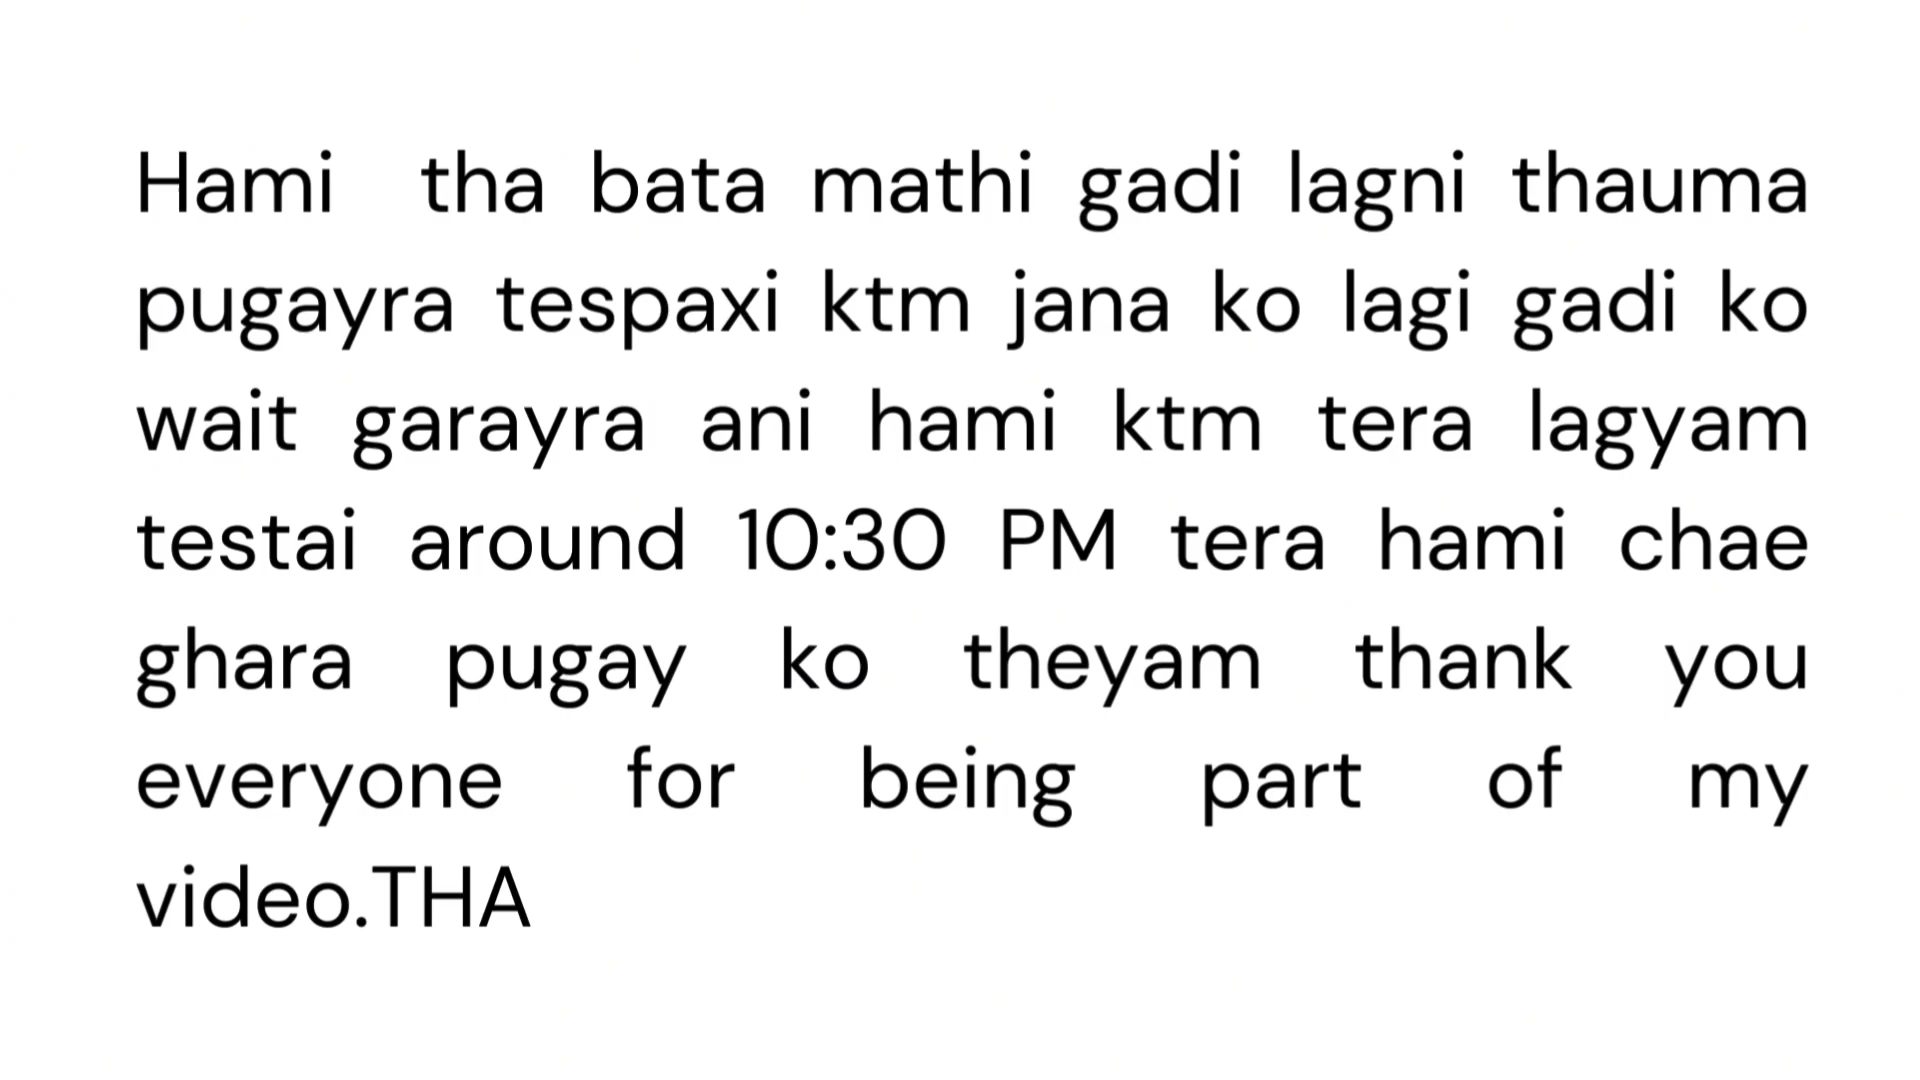 Hami tha bata mathi gadi lagni thauma
pugayra tespaxi ktm jana ko lagi gadi ko
wait garayra ani hami ktm tera lagyam
testai around 10:30 PM tera hami chae
ghara pugay ko theyam thank you
everyone for being part of my
video.THA